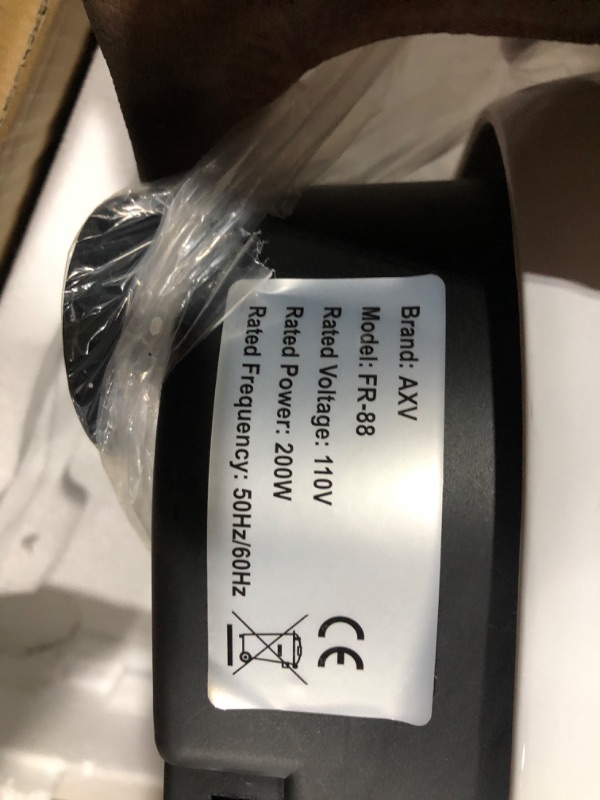 Brand: AXV
Model: FR-88
Rated Voltage: 110V
Rated Power: 200W
Rated Frequency: 50Hz/60Hz
CE